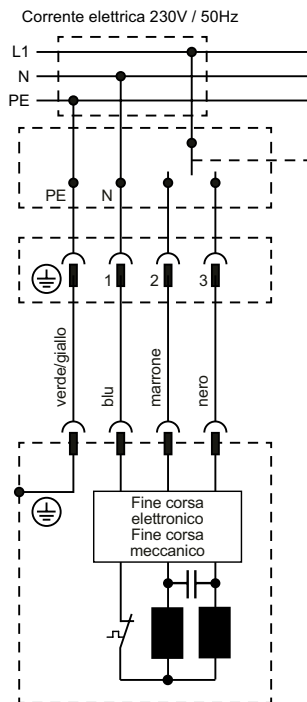 Corrente elettrica 230V / 50Hz
L1
N
PE
PE
N
1
2
3
verde/giallo
blu
marrone
nero
Fine corsa
elettronico
Fine corsa
meccanico